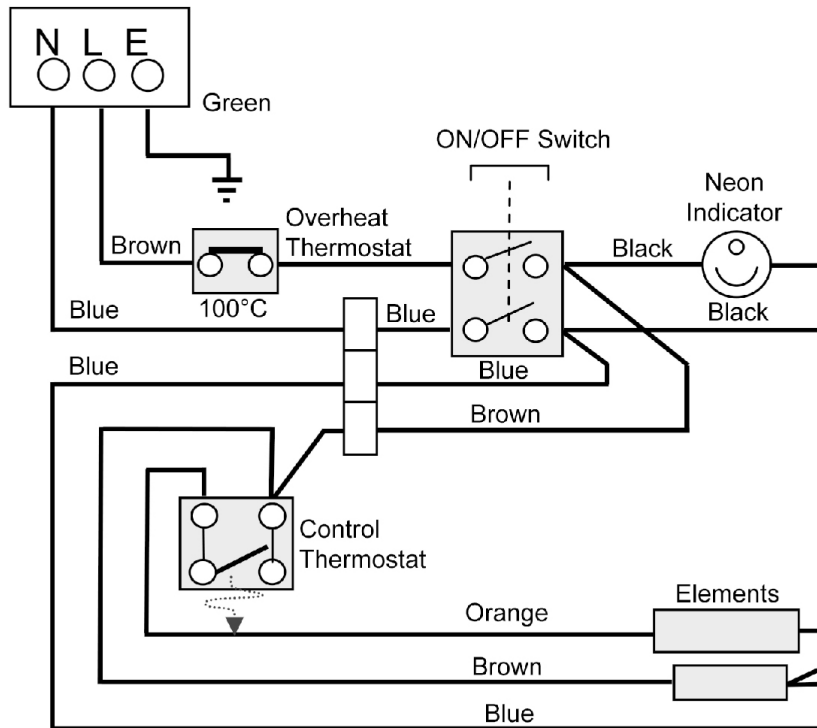 N L E
Green
ON/OFF Switch
Neon
Indicator
Overheat
Thermostat
Brown
Black
100°C
Blue
Blue
Black
Blue
Blue
Brown
Control
Thermostat
Elements
Orange
Brown
Blue